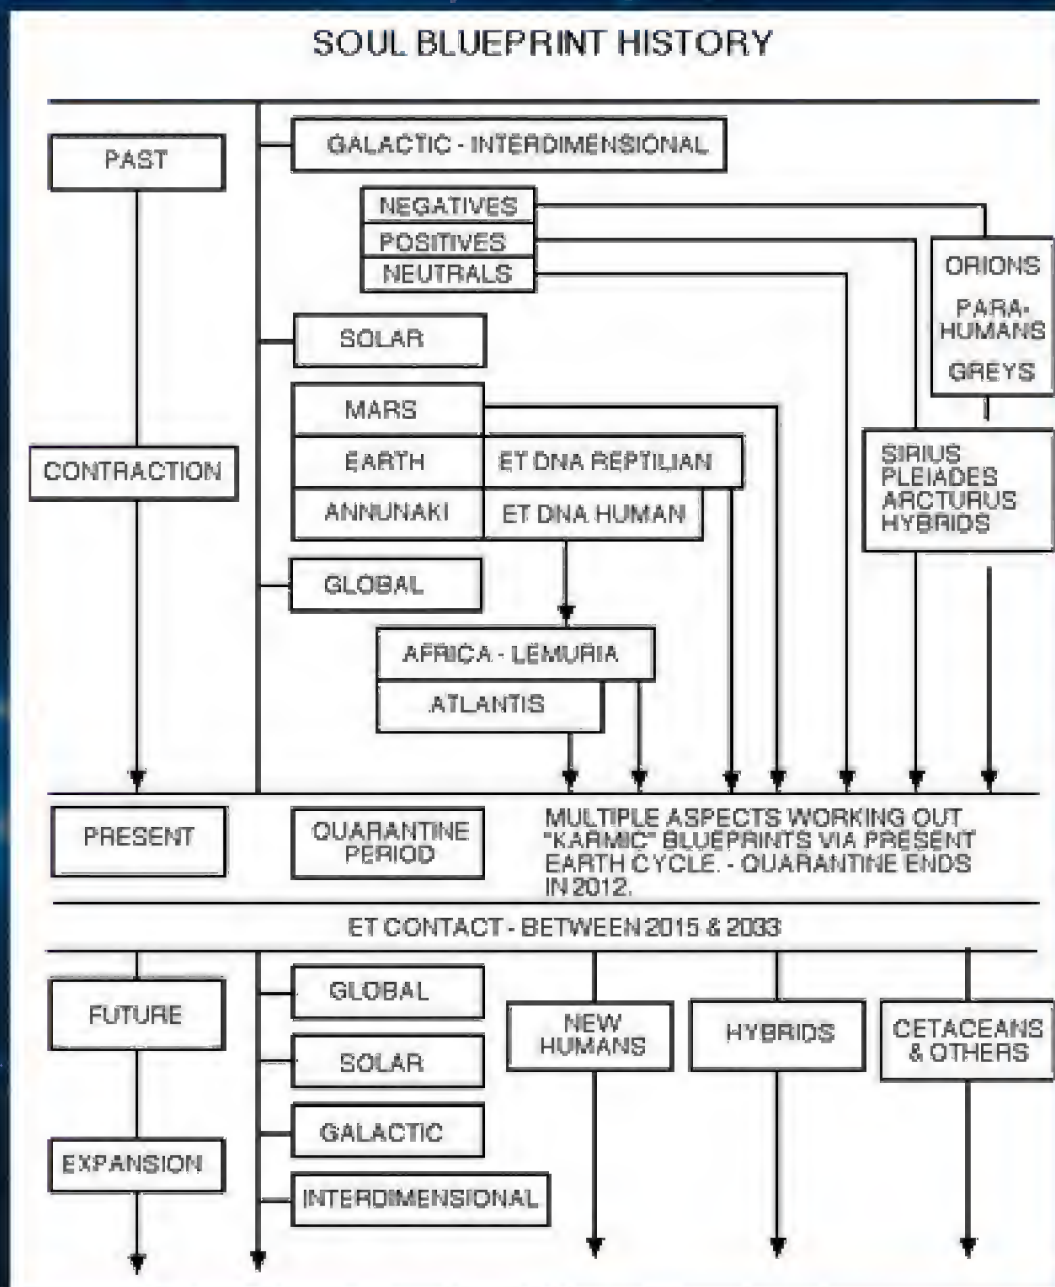 SOUL BLUEPRINT HISTORY
PAST
GALACTIC - INTERDIMENSIONAL
NEGATIVES
POSITIVES
NEUTRALS
ORIONS
PARA-
HUMANS
GREYS
SOLAR
MARS
CONTRACTION
EARTH
ET DNA REPTILIAN
ANNUNAKI
ET DNA HUMAN
SIRIUS
PLEIADES
ARCTURUS
HYBRIDS
GLOBAL
AFRICA - LEMURIA
ATLANTIS
PRESENT
QUARANTINE
PERIOD
MULTIPLE ASPECTS WORKING OUT
"KARMIC" BLUEPRINTS VIA PRESENT
EARTH CYCLE. - QUARANTINE ENDS
IN 2012.
ET CONTACT - BETWEEN 2015 & 2033
FUTURE
GLOBAL
SOLAR
GALACTIC
INTERDIMENSIONAL
NEW
HUMANS
HYBRIDS
CETACEANS
& OTHERS
EXPANSION